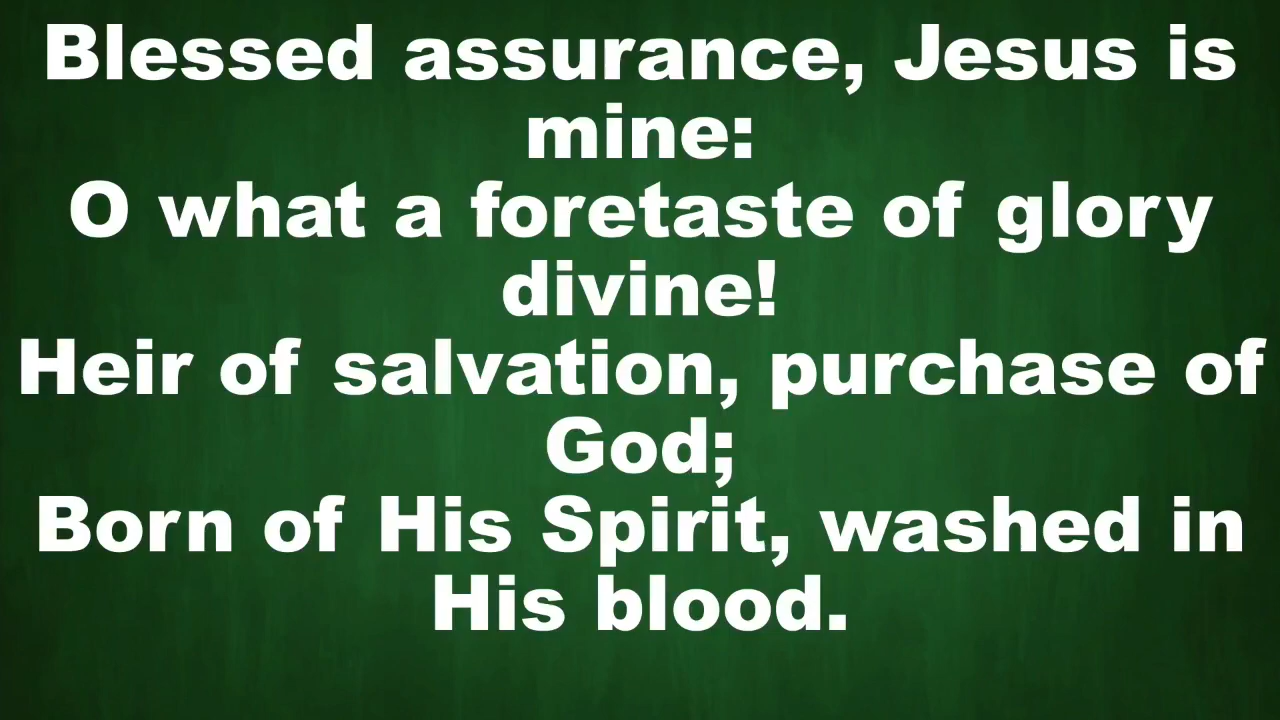 Blessed assurance, Jesus is
mine:
O what a foretaste of glory
divine!
Heir of salvation, purchase of
God;
Born of His Spirit, washed in
His blood.